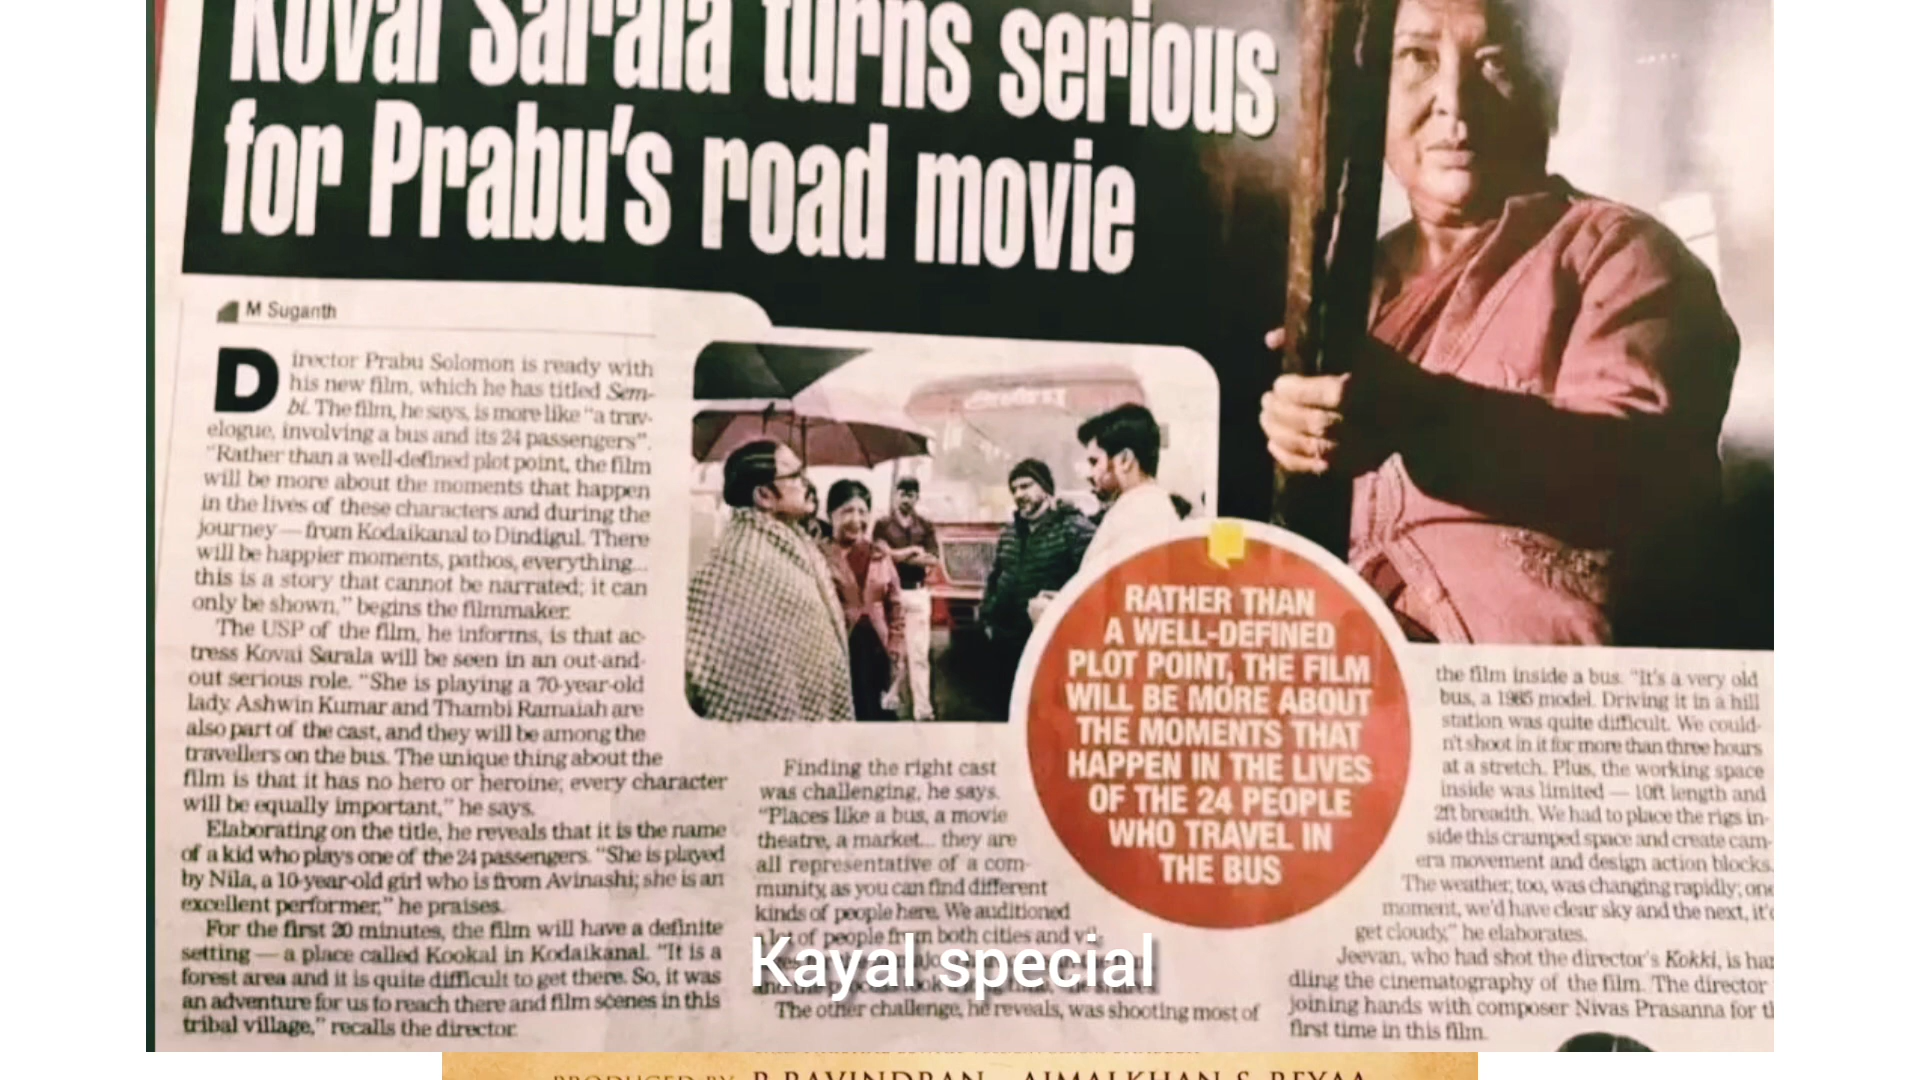 Kovai Sarala turns serious
for Prabu's road movie
M Suganth
Director Prabu Solomon is ready with
his new film, which he has titled Sem-
bi. The film, he says, is more like "a trav-
elogue, involving a bus and its 24 passengers".
"Rather than a well-defined plot point, the film
will be more about the moments that happen
in the lives of these characters and during the
journey — from Kodaikanal to Dindigul. There
will be happier moments, pathos, everything...
this is a story that cannot be narrated; it can
only be shown," begins the filmmaker.
The USP of the film, he informs, is that ac-
tress Kovai Sarala will be seen in an out-and-
out serious role. "She is playing a 70-year-old
lady. Ashwin Kumar and Thambi Ramaiah are
also part of the cast, and they will be among the
travellers on the bus. The unique thing about the
film is that it has no hero or heroine; every character
will be equally important," he says.
Elaborating on the title, he reveals that it is the name
of a kid who plays one of the 24 passengers. "She is played
by Nila, a 10-year-old girl who is from Avinashi; she is an
excellent performer," he praises.
For the first 20 minutes, the film will have a definite
setting — a place called Kookal in Kodaikanal. "It is a
forest area and it is quite difficult to get there. So, it was
an adventure for us to reach there and film scenes in this
tribal village," recalls the director.
Finding the right cast
was challenging, he says.
"Places like a bus, a movie
theatre, a market... they are
all representative of a com-
munity, as you can find different
kinds of people here. We auditioned
a lot of people from both cities and vil-
Kayal special
The other challenge, he reveals, was shooting most of
RATHER THAN
A WELL-DEFINED
PLOT POINT, THE FILM
WILL BE MORE ABOUT
THE MOMENTS THAT
HAPPEN IN THE LIVES
OF THE 24 PEOPLE
WHO TRAVEL IN
THE BUS
the film inside a bus. "It's a very old
bus, a 1985 model. Driving it in a hill
station was quite difficult. We could-
n't shoot in it for more than three hours
at a stretch. Plus, the working space
inside was limited — 10ft length and
2ft breadth. We had to place the rigs in-
side this cramped space and create cam-
era movement and design action blocks.
The weather, too, was changing rapidly; one
moment, we'd have clear sky and the next, it'd
get cloudy," he elaborates.
Jeevan, who had shot the director's Kokki, is han
dling the cinematography of the film. The director
joining hands with composer Nivas Prasanna for t
first time in this film.
PRODUCED BY R.RAVINDRAN AJMALKHAN & REYAA